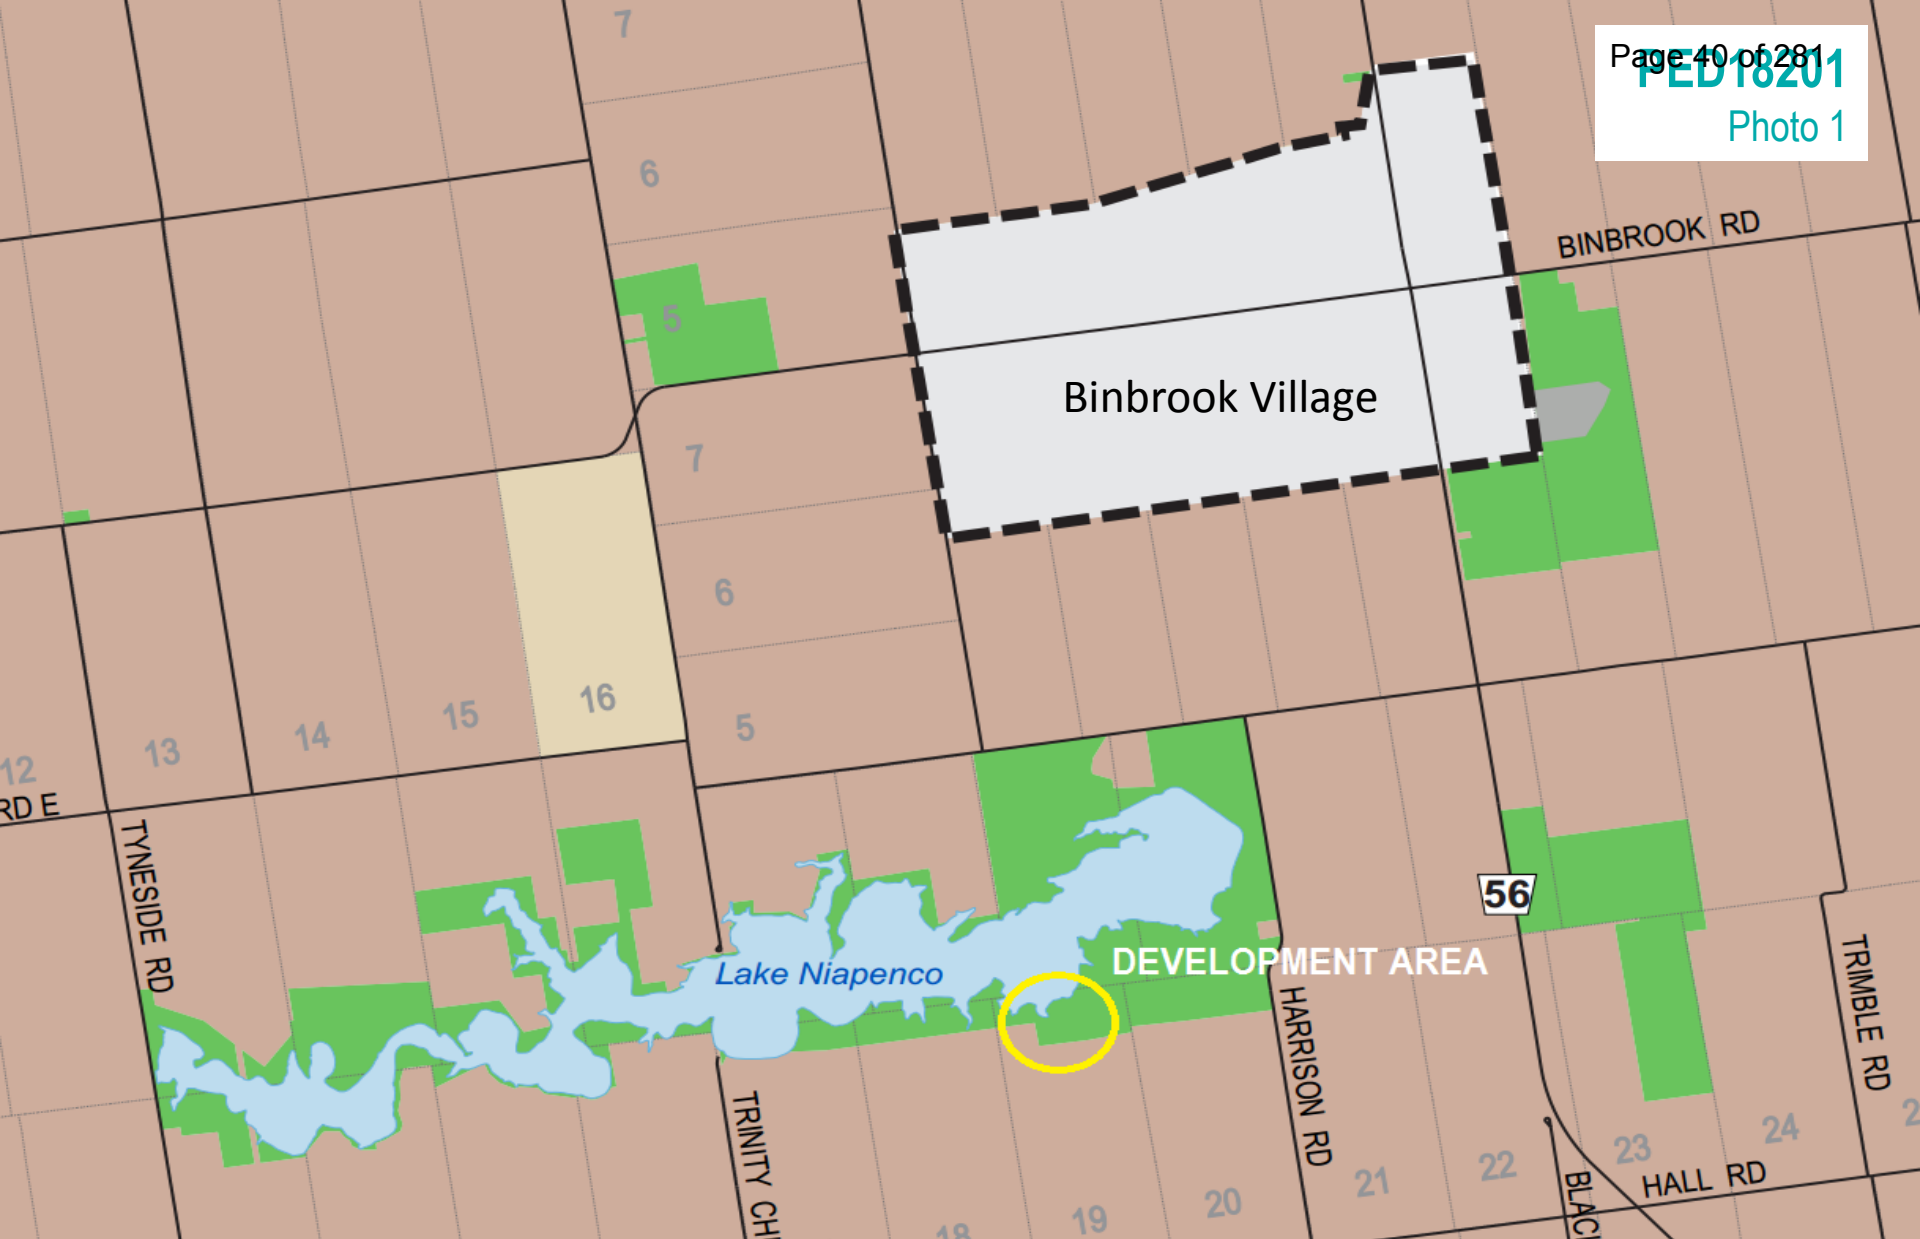 Page 40 of 281
PED18201
Photo 1
7
6
BINBROOK RD
5
Binbrook Village
7
6
16
15
5
14
13
12
RD E
TYNESIDE RD
56
DEVELOPMENT AREA
Lake Niapenco
HARRISON RD
TRIMBLE RD
TRINITY CH
24
23
22
21
HALL RD
20
19
18
BLAC